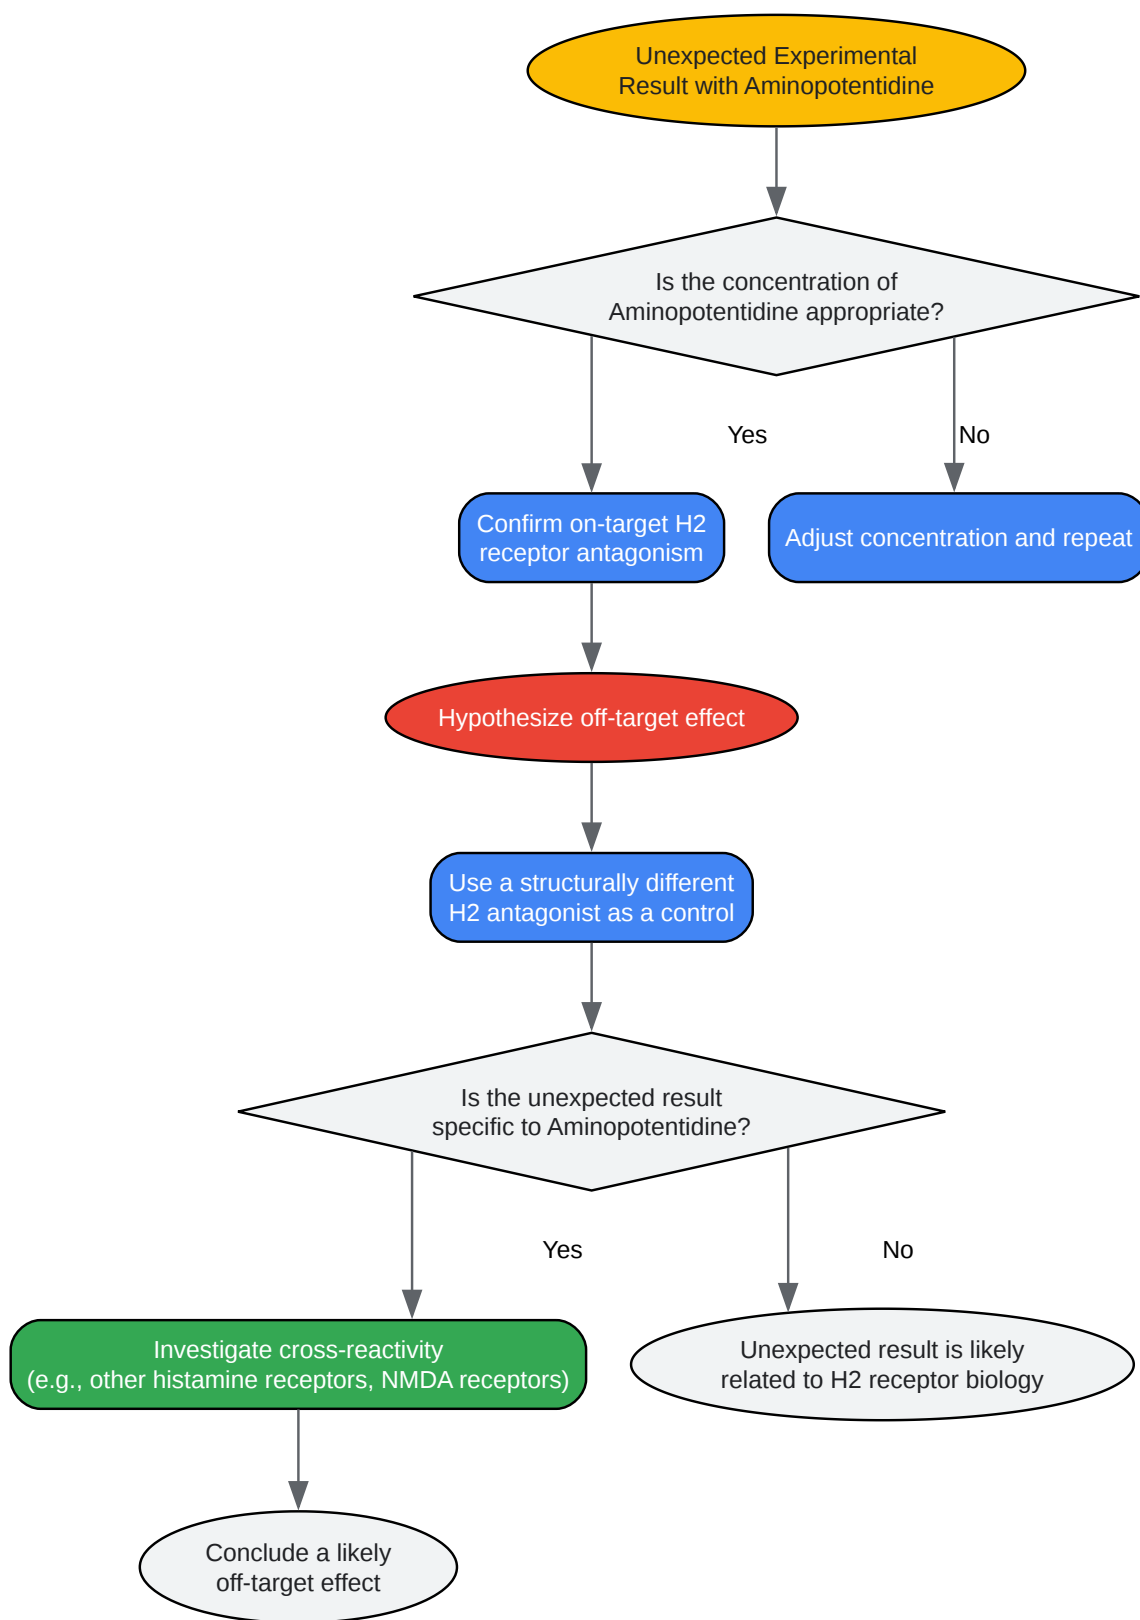 Unexpected Experimental
Result with Aminopotentidine
Is the concentration of
Aminopotentidine appropriate?
Yes
No
Confirm on-target H2
receptor antagonism
Adjust concentration and repeat
Hypothesize off-target effect
Use a structurally different
H2 antagonist as a control
Is the unexpected result
specific to Aminopotentidine?
Yes
No
Investigate cross-reactivity
(e.g., other histamine receptors, NMDA receptors)
Unexpected result is likely
related to H2 receptor biology
Conclude a likely
off-target effect